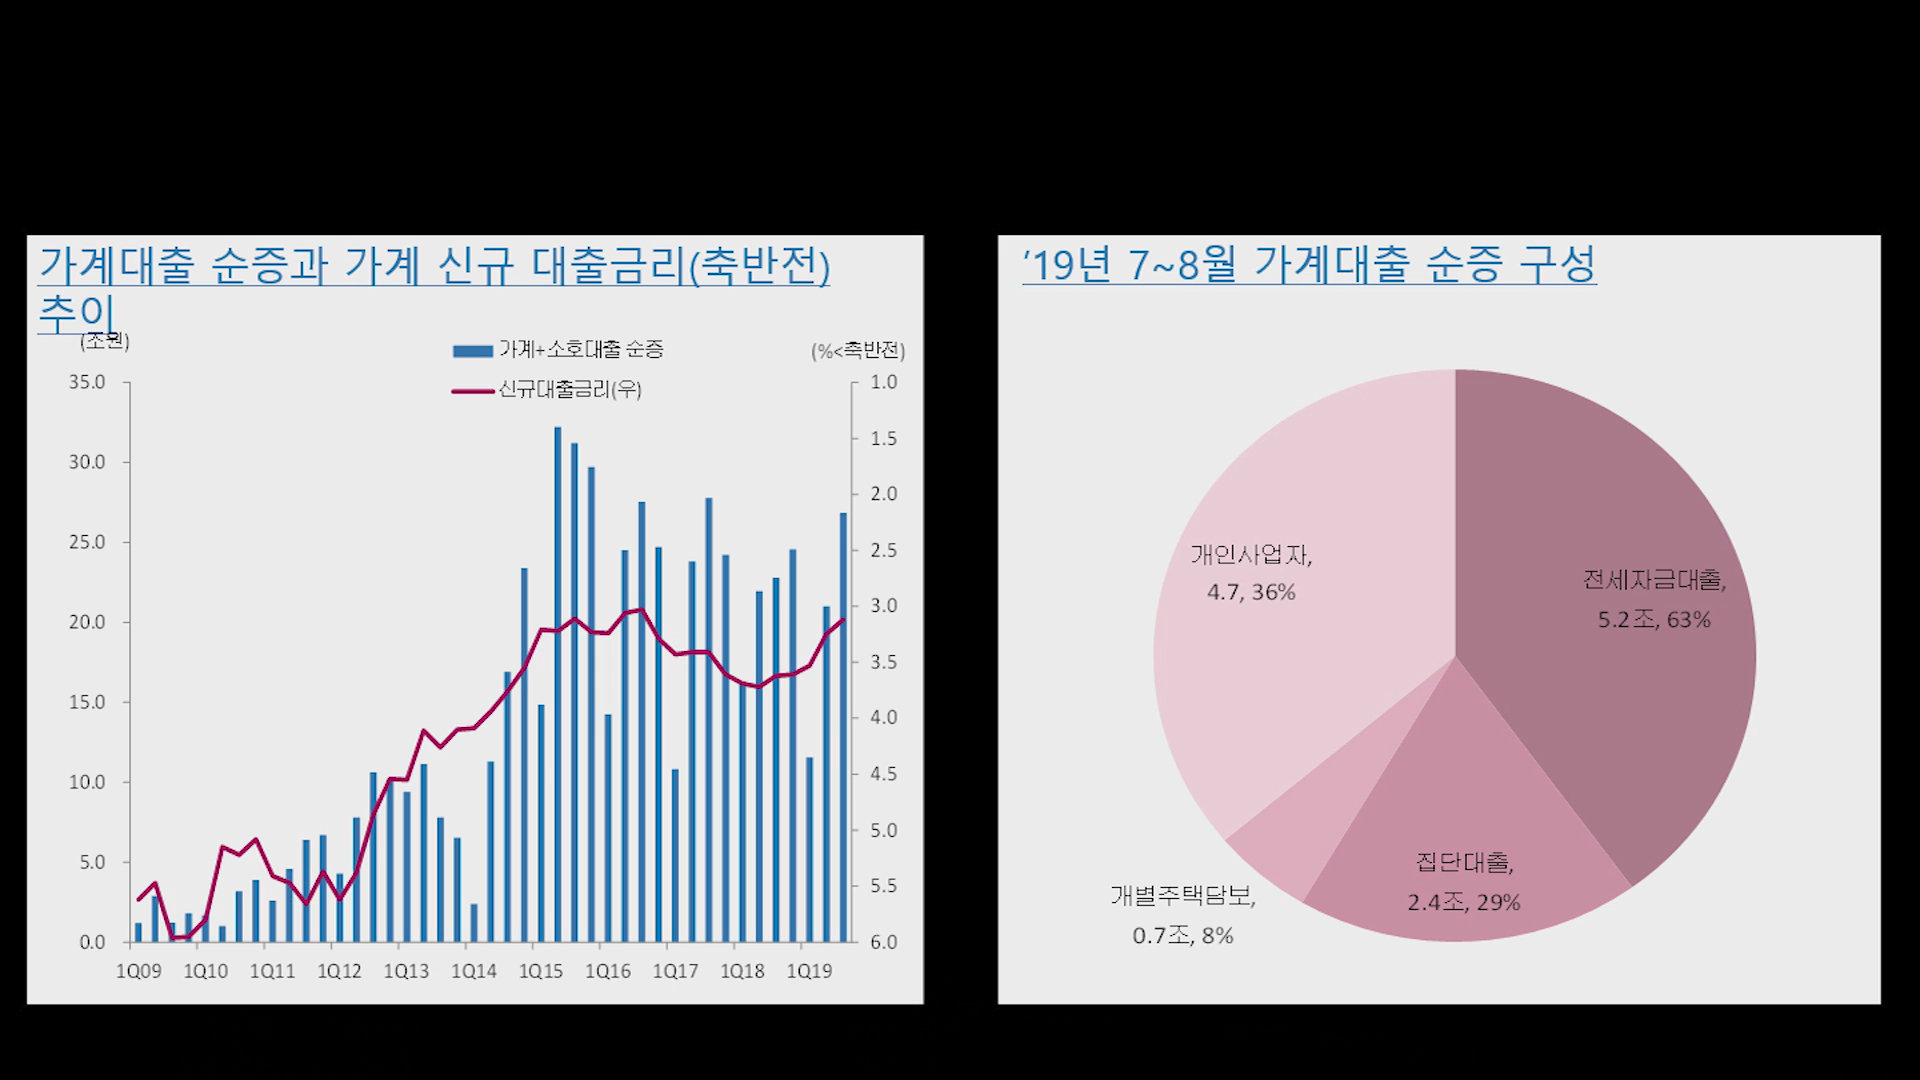 가계대출 순증과 가계 신규 대출금리(축반전)
추이
(조원)
가계+소호대출 순증
신규대출금리(우)
(%<축반전)
35.0
30.0
25.0
20.0
15.0
10.0
5.0
0.0
1.0
1.5
2.0
2.5
3.0
3.5
4.0
4.5
5.0
5.5
6.0
1Q09 1Q10 1Q11 1Q12 1Q13 1Q14 1Q15 1Q16 1Q17 1Q18 1Q19
'19년 7~8월 가계대출 순증 구성
개인사업자,
4.7, 36%
전세자금대출,
5.2조, 63%
집단대출,
2.4조, 29%
개별주택담보,
0.7조, 8%